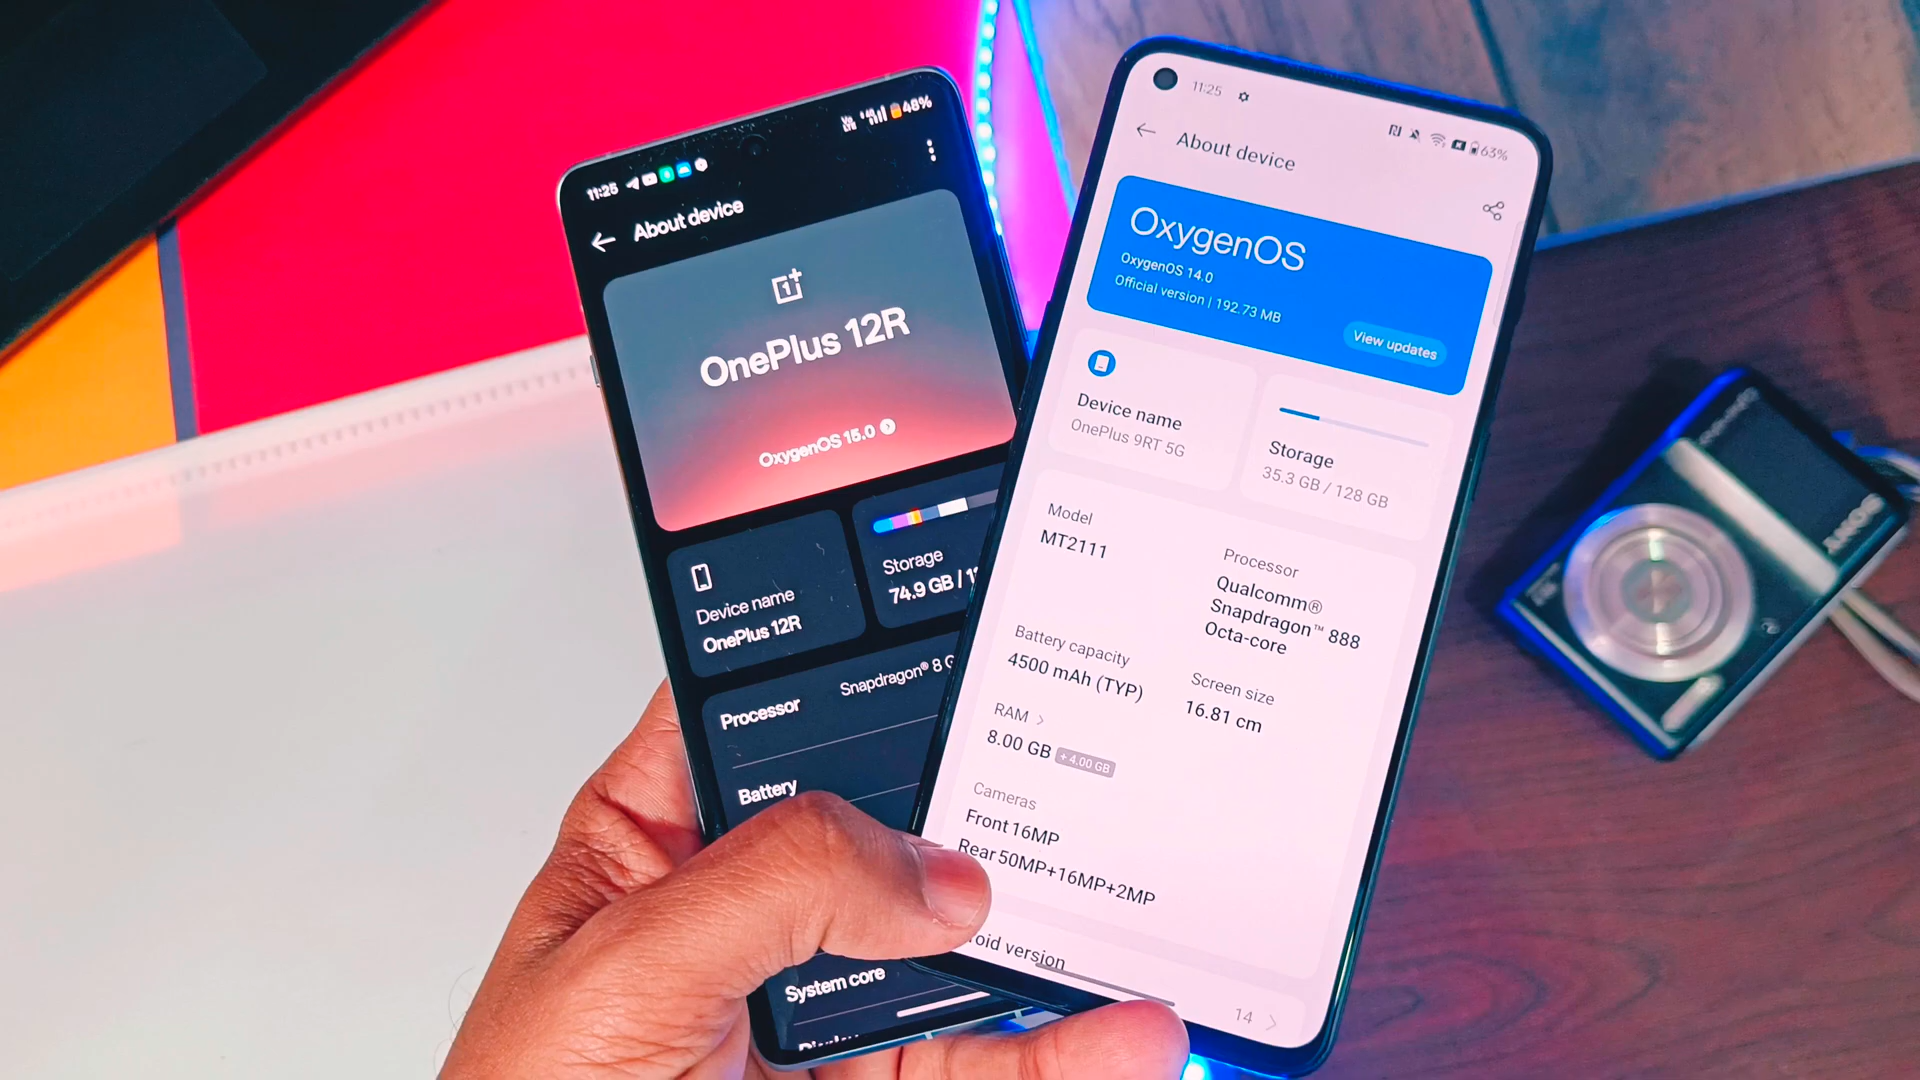 11:25
48%
About device
OnePlus 12R
OxygenOS 15.0
Device name
OnePlus 12R
Storage
74.9 GB /
Processor
Snapdragon® 8 G
Battery
System core
11:25
63%
About device
OxygenOS
OxygenOS 14.0
Official version | 192.73 MB
View updates
Device name
OnePlus 9RT 5G
Storage
35.3 GB / 128 GB
Model
MT2111
Processor
Qualcomm®
Snapdragon™ 888
Octa-core
Battery capacity
4500 mAh (TYP)
Screen size
16.81 cm
RAM
8.00 GB + 4.00 GB
Cameras
Front 16MP
Rear 50MP+16MP+2MP
roid version
14
SONY